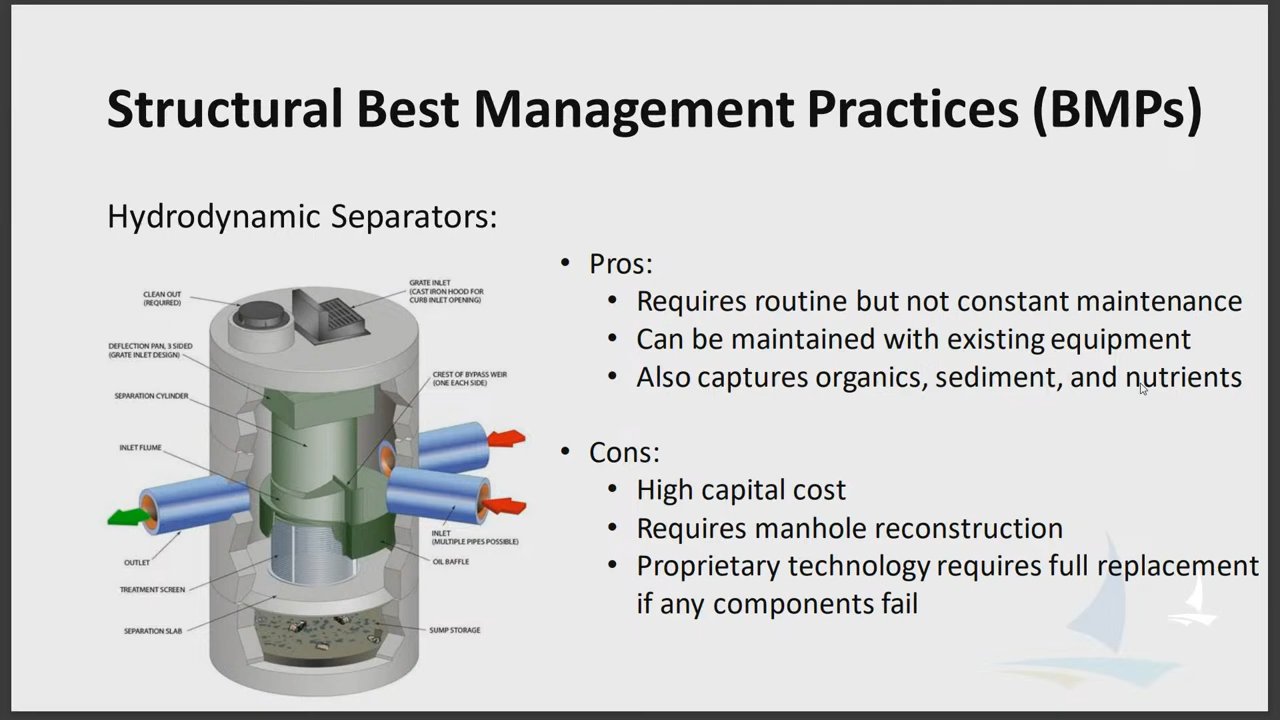 Structural Best Management Practices (BMPs)
Hydrodynamic Separators:
• Pros:
• Requires routine but not constant maintenance
• Can be maintained with existing equipment
• Also captures organics, sediment, and nutrients
• Cons:
• High capital cost
• Requires manhole reconstruction
• Proprietary technology requires full replacement
if any components fail
CLEAN OUT
(REQUIRED)
GRATE INLET
(CAST IRON HOOD FOR
CURB INLET OPENING)
DEFLECTION PAN, 3 SIDED
(GRATE INLET DESIGN)
CREST OF BYPASS WEIR
(ONE EACH SIDE)
SEPARATION CYLINDER
INLET FLUME
INLET
(MULTIPLE PIPES POSSIBLE)
OUTLET
OIL BAFFLE
TREATMENT SCREEN
SEPARATION SLAB
SUMP STORAGE